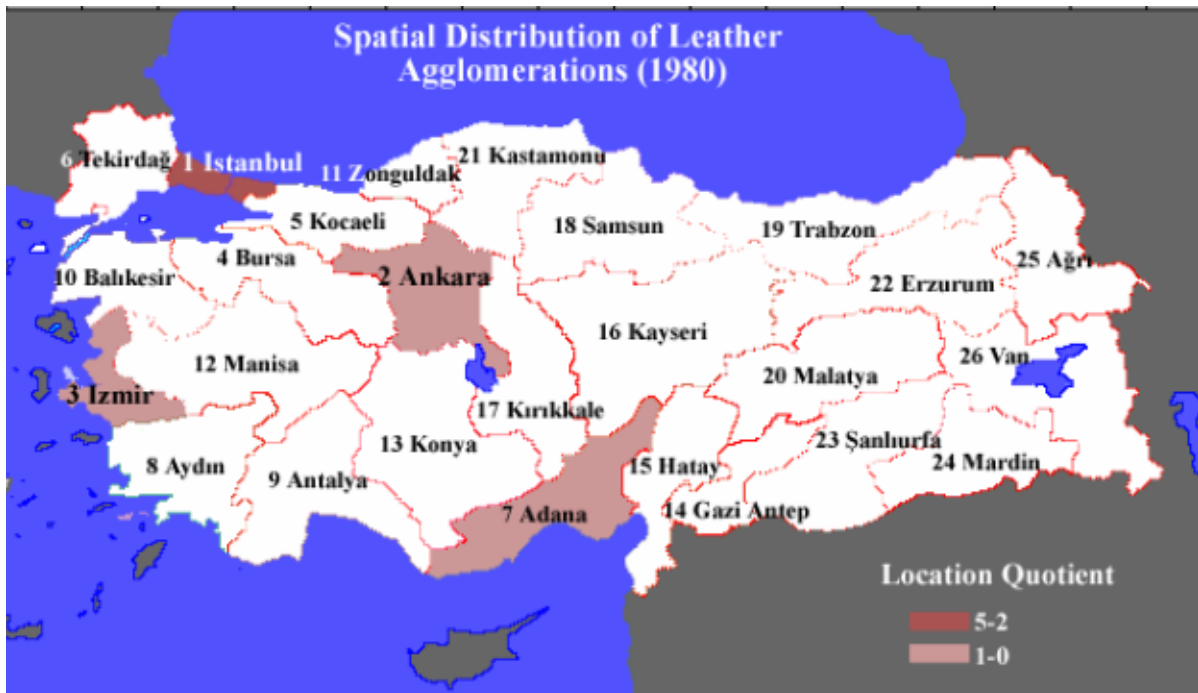 Spatial Distribution of Leather
Agglomerations (1980)
6 Tekirdağ
1 Istanbul
11 Zonguldak
21 Kastamonu
5 Kocaeli
18 Samsun
19 Trabzon
4 Bursa
25 Ağrı
10 Balıkesir
2 Ankara
22 Erzurum
16 Kayseri
12 Manisa
26 Van
20 Malatya
3 Izmir
17 Kırıkkale
13 Konya
23 Şanlıurfa
8 Aydın
15 Hatay
24 Mardin
9 Antalya
7 Adana
14 Gazi Antep
Location Quotient
5-2
1-0